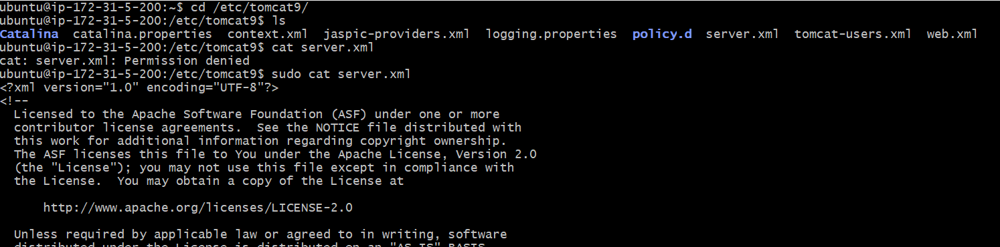 ubuntu@ip-172-31-5-200:~$ cd /etc/tomcat9/
ubuntu@ip-172-31-5-200:/etc/tomcat9$ ls
Catalina  catalina.properties  context.xml  jaspic-providers.xml  logging.properties  policy.d  server.xml  tomcat-users.xml  web.xml
ubuntu@ip-172-31-5-200:/etc/tomcat9$ cat server.xml
cat: server.xml: Permission denied
ubuntu@ip-172-31-5-200:/etc/tomcat9$ sudo cat server.xml
<?xml version="1.0" encoding="UTF-8"?>
<!--
  Licensed to the Apache Software Foundation (ASF) under one or more
  contributor license agreements.  See the NOTICE file distributed with
  this work for additional information regarding copyright ownership.
  The ASF licenses this file to You under the Apache License, Version 2.0
  (the "License"); you may not use this file except in compliance with
  the License.  You may obtain a copy of the License at

      http://www.apache.org/licenses/LICENSE-2.0

  Unless required by applicable law or agreed to in writing, software
  distributed under the License is distributed on an "AS IS" BASIS